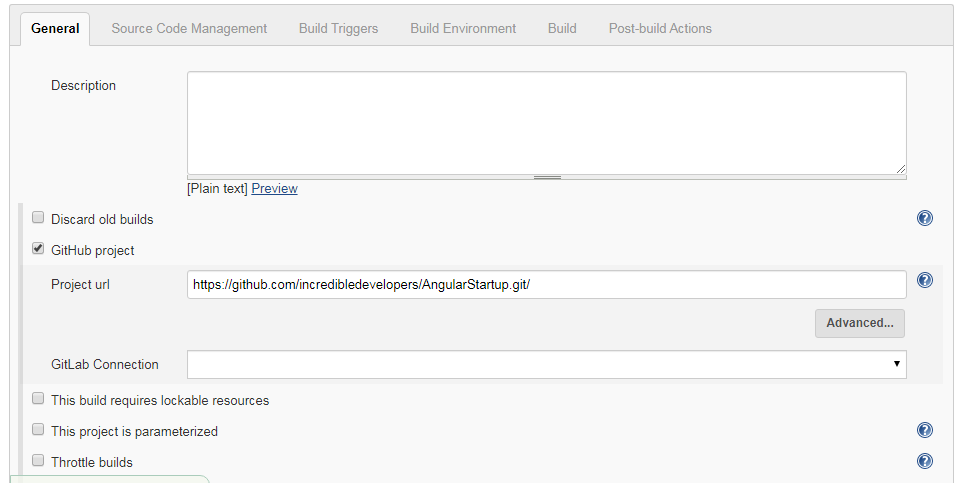 General Source Code Management Build Triggers Build Environment Build Post-build Actions
Description
[Plain text] Preview
Discard old builds ?
GitHub project
Project url https://github.com/incredibledevelopers/AngularStartup.git/ ?
Advanced...
GitLab Connection
This build requires lockable resources
This project is parameterized ?
Throttle builds ?